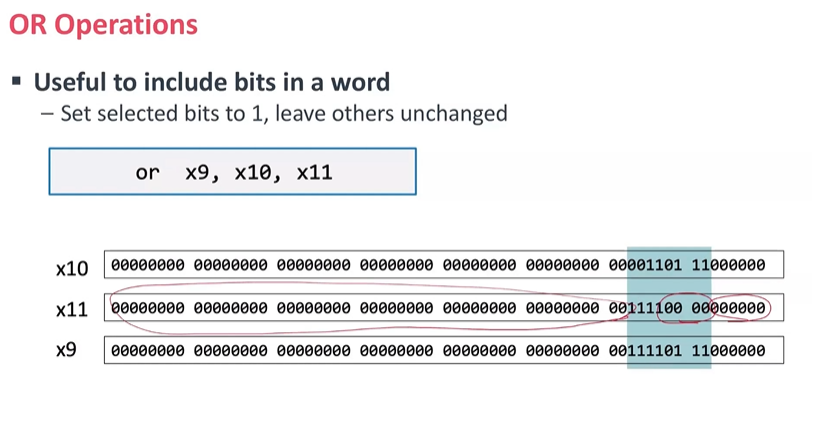 OR Operations
▪ Useful to include bits in a word
– Set selected bits to 1, leave others unchanged
or x9, x10, x11
x10 00000000 00000000 00000000 00000000 00000000 00000000 00001101 11000000
x11 00000000 00000000 00000000 00000000 00000000 00000000 00111100 00000000
x9 00000000 00000000 00000000 00000000 00000000 00000000 00111101 11000000